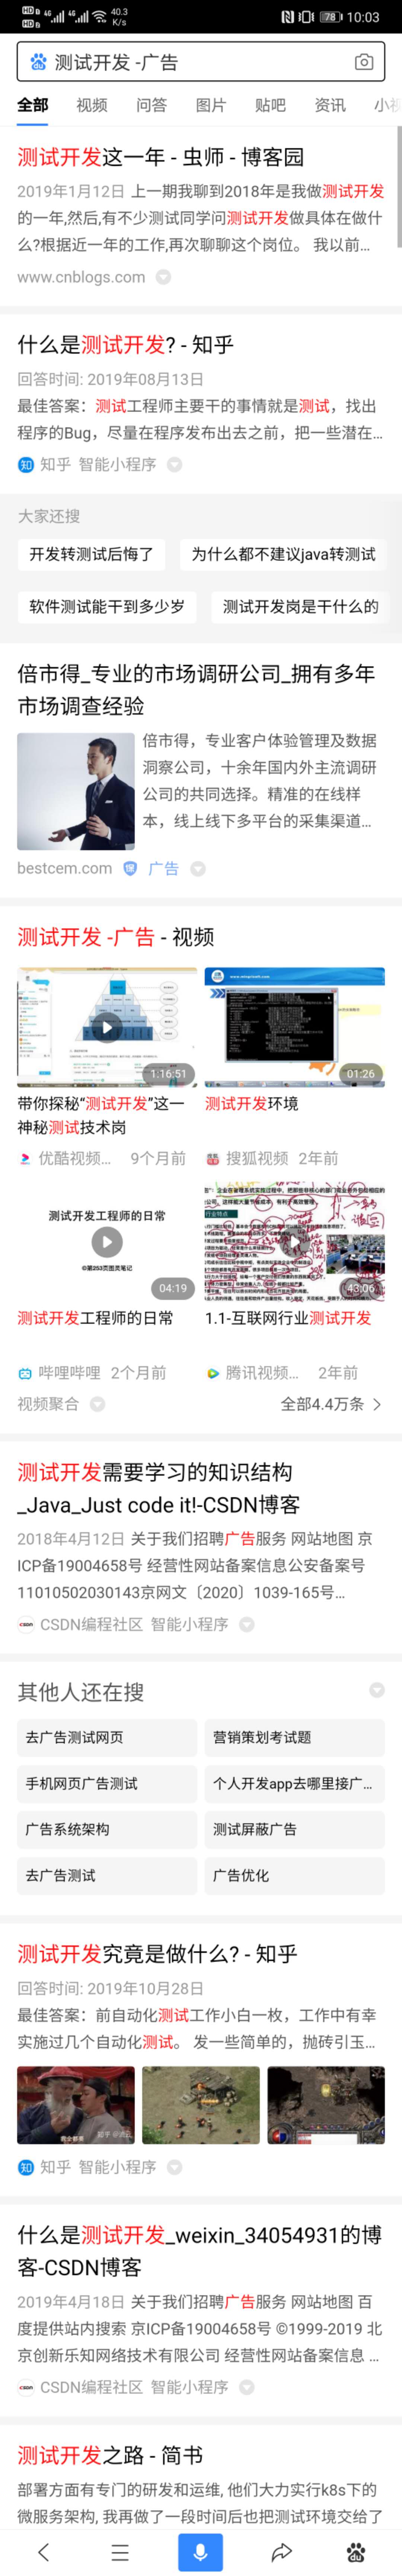 40.3
K/s
78
10:03
测试开发 -广告
全部 视频 问答 图片 贴吧 资讯
测试开发这一年 - 虫师 - 博客园
2019年1月12日 上一期我聊到2018年是我做测试开发
的一年,然后,有不少测试同学问测试开发做具体在做什
么?根据近一年的工作,再次聊聊这个岗位。 我以前...
www.cnblogs.com
什么是测试开发? - 知乎
回答时间: 2019年08月13日
最佳答案: 测试工程师主要干的事情就是测试，找出
程序的Bug，尽量在程序发布出去之前，把一些潜在...
知乎 智能小程序
大家还搜
开发转测试后悔了 为什么都不建议java转测试
软件测试能干到多少岁 测试开发岗是干什么的
倍市得_专业的市场调研公司_拥有多年
市场调查经验
倍市得，专业客户体验管理及数据
洞察公司，十余年国内外主流调研
公司的共同选择。精准的在线样
本，线上线下多平台的采集渠道...
bestcem.com 广告
测试开发 -广告 - 视频
1:16:51
01:26
带你探秘“测试开发”这一
神秘测试技术岗
优酷视频... 9个月前
测试开发环境
搜狐视频 2年前
测试开发工程师的日常
©第253页图灵笔记
04:19
43:06
测试开发工程师的日常
哔哩哔哩 2个月前
1.1-互联网行业测试开发
腾讯视频... 2年前
视频聚合 全部4.4万条
测试开发需要学习的知识结构
_Java_Just code it!-CSDN博客
2018年4月12日 关于我们招聘广告服务 网站地图 京
ICP备19004658号 经营性网站备案信息公安备案号
11010502030143京网文〔2020〕1039-165号...
CSDN编程社区 智能小程序
其他人还在搜
去广告测试网页 营销策划考试题
手机网页广告测试 个人开发app去哪里接广...
广告系统架构 测试屏蔽广告
去广告测试 广告优化
测试开发究竟是做什么? - 知乎
回答时间: 2019年10月28日
最佳答案: 前自动化测试工作小白一枚，工作中有幸
实施过几个自动化测试。 发一些简单的，抛砖引玉...
知乎 智能小程序
什么是测试开发_weixin_34054931的博
客-CSDN博客
2019年4月18日 关于我们招聘广告服务 网站地图 百
度提供站内搜索 京ICP备19004658号 ©1999-2019 北
京创新乐知网络技术有限公司 经营性网站备案信息 ...
CSDN编程社区 智能小程序
测试开发之路 - 简书
部署方面有专门的研发和运维, 他们大力实行k8s下的
微服务架构, 我再做了一段时间后也把测试环境交给了